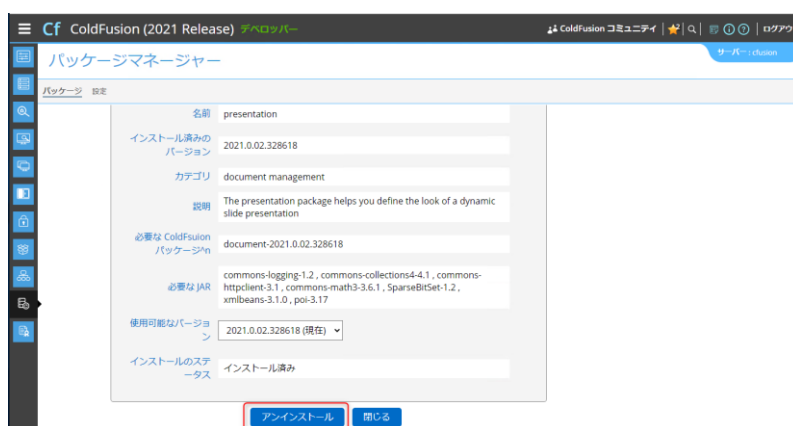 Cf ColdFusion (2021 Release) デベロッパー
ColdFusion コミュニティ
ログアウ
パッケージマネージャー
サーバー : cfusion
パッケージ 設定
名前 presentation
インストール済みの
バージョン
2021.0.02.328618
カテゴリ document management
説明
The presentation package helps you define the look of a dynamic
slide presentation
必要な ColdFsuion
パッケージ^n
document-2021.0.02.328618
必要な JAR
commons-logging-1.2 , commons-collections4-4.1 , commons-
httpclient-3.1 , commons-math3-3.6.1 , SparseBitSet-1.2 ,
xmlbeans-3.1.0 , poi-3.17
使用可能なバージョ
ン
2021.0.02.328618 (現在)
インストールのステ
ータス
インストール済み
アンインストール 閉じる